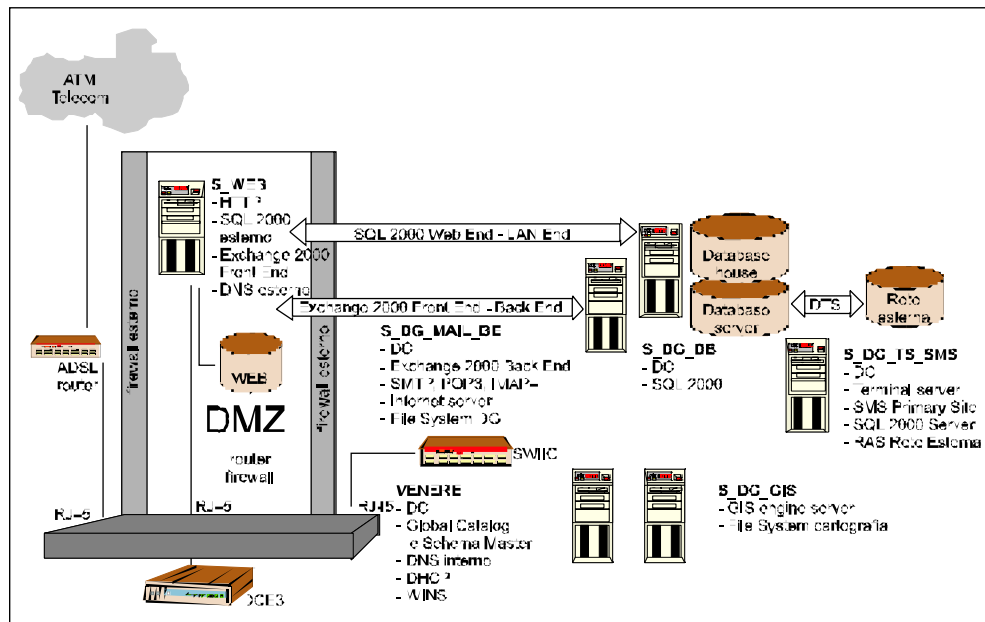 ATM
Telecom
S_WEB
- HTTP
- SQL 2000
esterno
- Exchange 2000
Front End
- DNS esterno
SQL 2000 Web End - LAN End
Exchange 2000 Front End - Back End
Database
house
Database
server
DTS
Rete
esterna
firewall esterno
firewall esterno
ADSL
router
WEB
DMZ
router
firewall
S_DG_MAIL_BE
- DC
- Exchange 2000 Back End
- SMTP, POP3, IMAP4
- Internet server
- File System DG
S_DG_DB
- DC
- SQL 2000
S_DG_TS_SMS
- DC
- Terminal server
- SMS Primary Site
- SQL 2000 Server
- RAS Rete Esterna
RJ45
RJ45
RJ45
VENERE
- DC
- Global Catalog
e Schema Master
- DNS interno
- DHCP
- WINS
S_DG_GIS
- GIS engine server
- File System cartografia